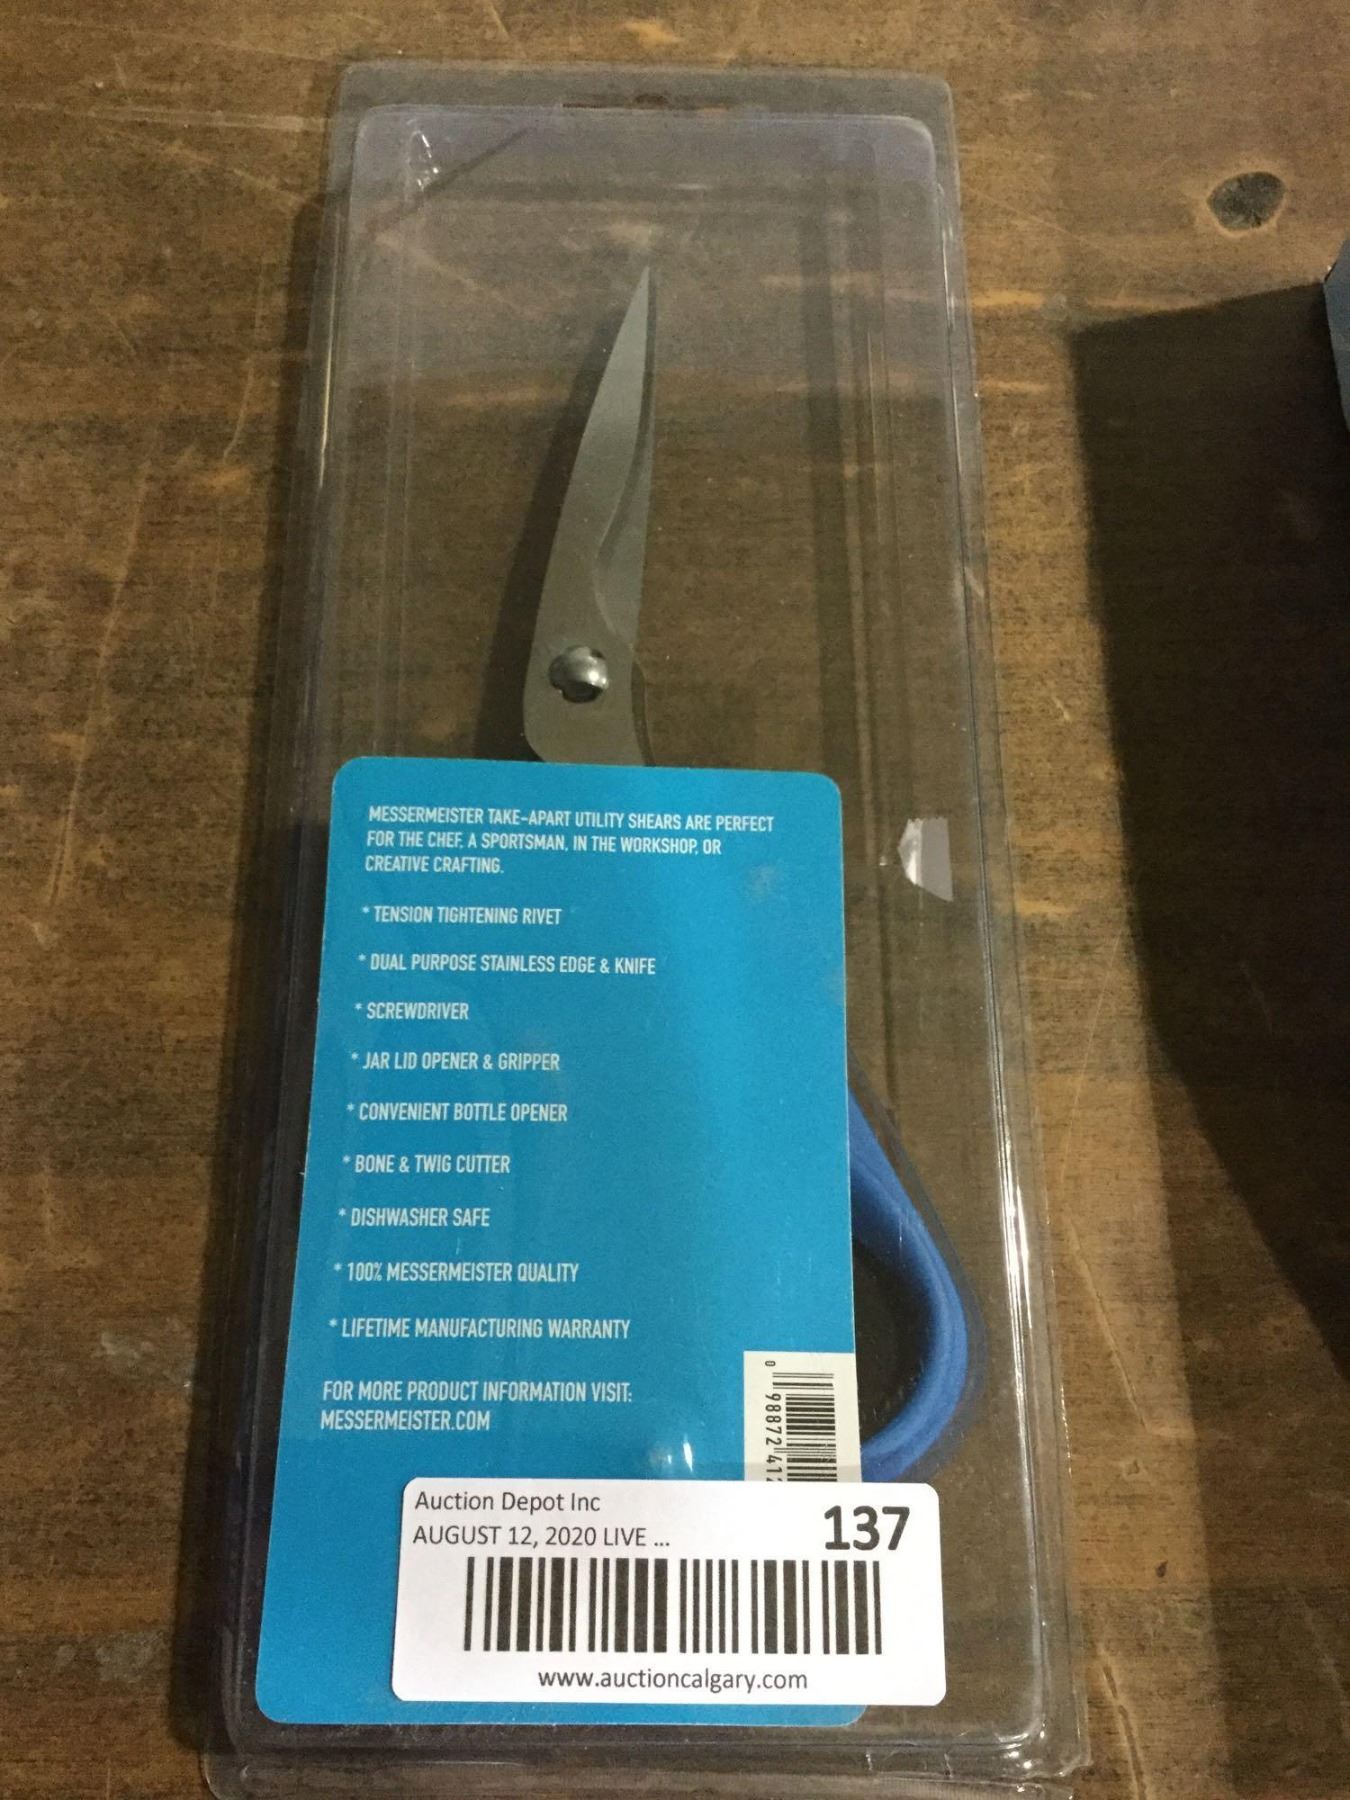 MESSERMEISTER TAKE-APART UTILITY SHEARS ARE PERFECT
FOR THE CHEF, A SPORTSMAN, IN THE WORKSHOP, OR
CREATIVE CRAFTING.
* TENSION TIGHTENING RIVET
* DUAL PURPOSE STAINLESS EDGE & KNIFE
* SCREWDRIVER
* JAR LID OPENER & GRIPPER
* CONVENIENT BOTTLE OPENER
* BONE & TWIG CUTTER
* DISHWASHER SAFE
* 100% MESSERMEISTER QUALITY
* LIFETIME MANUFACTURING WARRANTY
FOR MORE PRODUCT INFORMATION VISIT:
MESSERMEISTER.COM
0 98872 412
Auction Depot Inc
AUGUST 12, 2020 LIVE ...
137
www.auctioncalgary.com